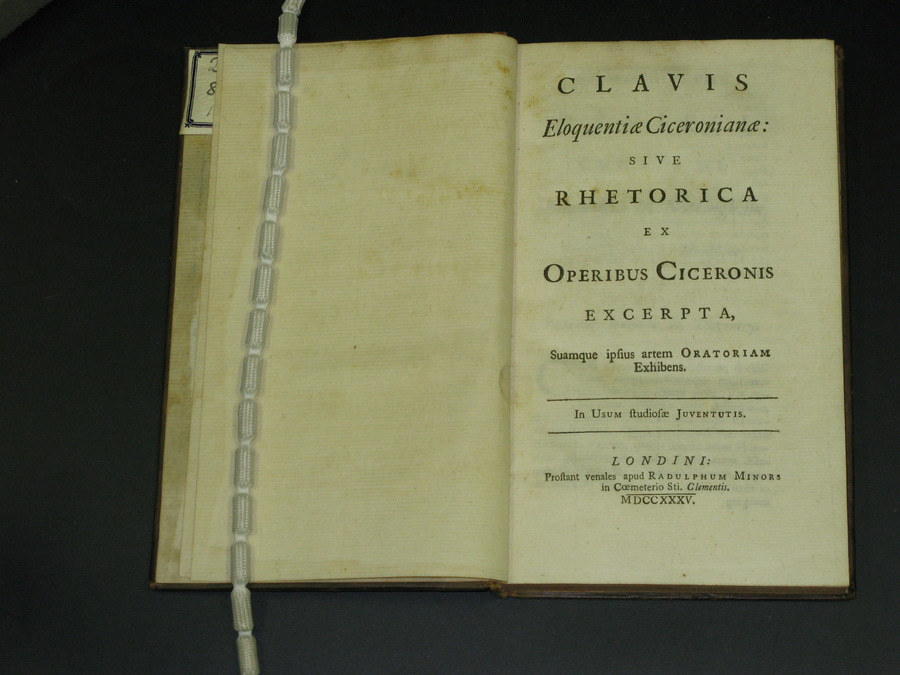 CLAVIS
Eloquentiæ Ciceronianæ:
SIVE
RHETORICA
EX
OPERIBUS CICERONIS
EXCERPTA,
Suamque ipſius artem ORATORIAM
Exhibens.
In USUM ſtudioſæ JUVENTUTIS.
LONDINI:
Proſtant venales apud RADULPHUM MINORS
in Cœmeterio Sti. Clementis.
MDCCXXXV.